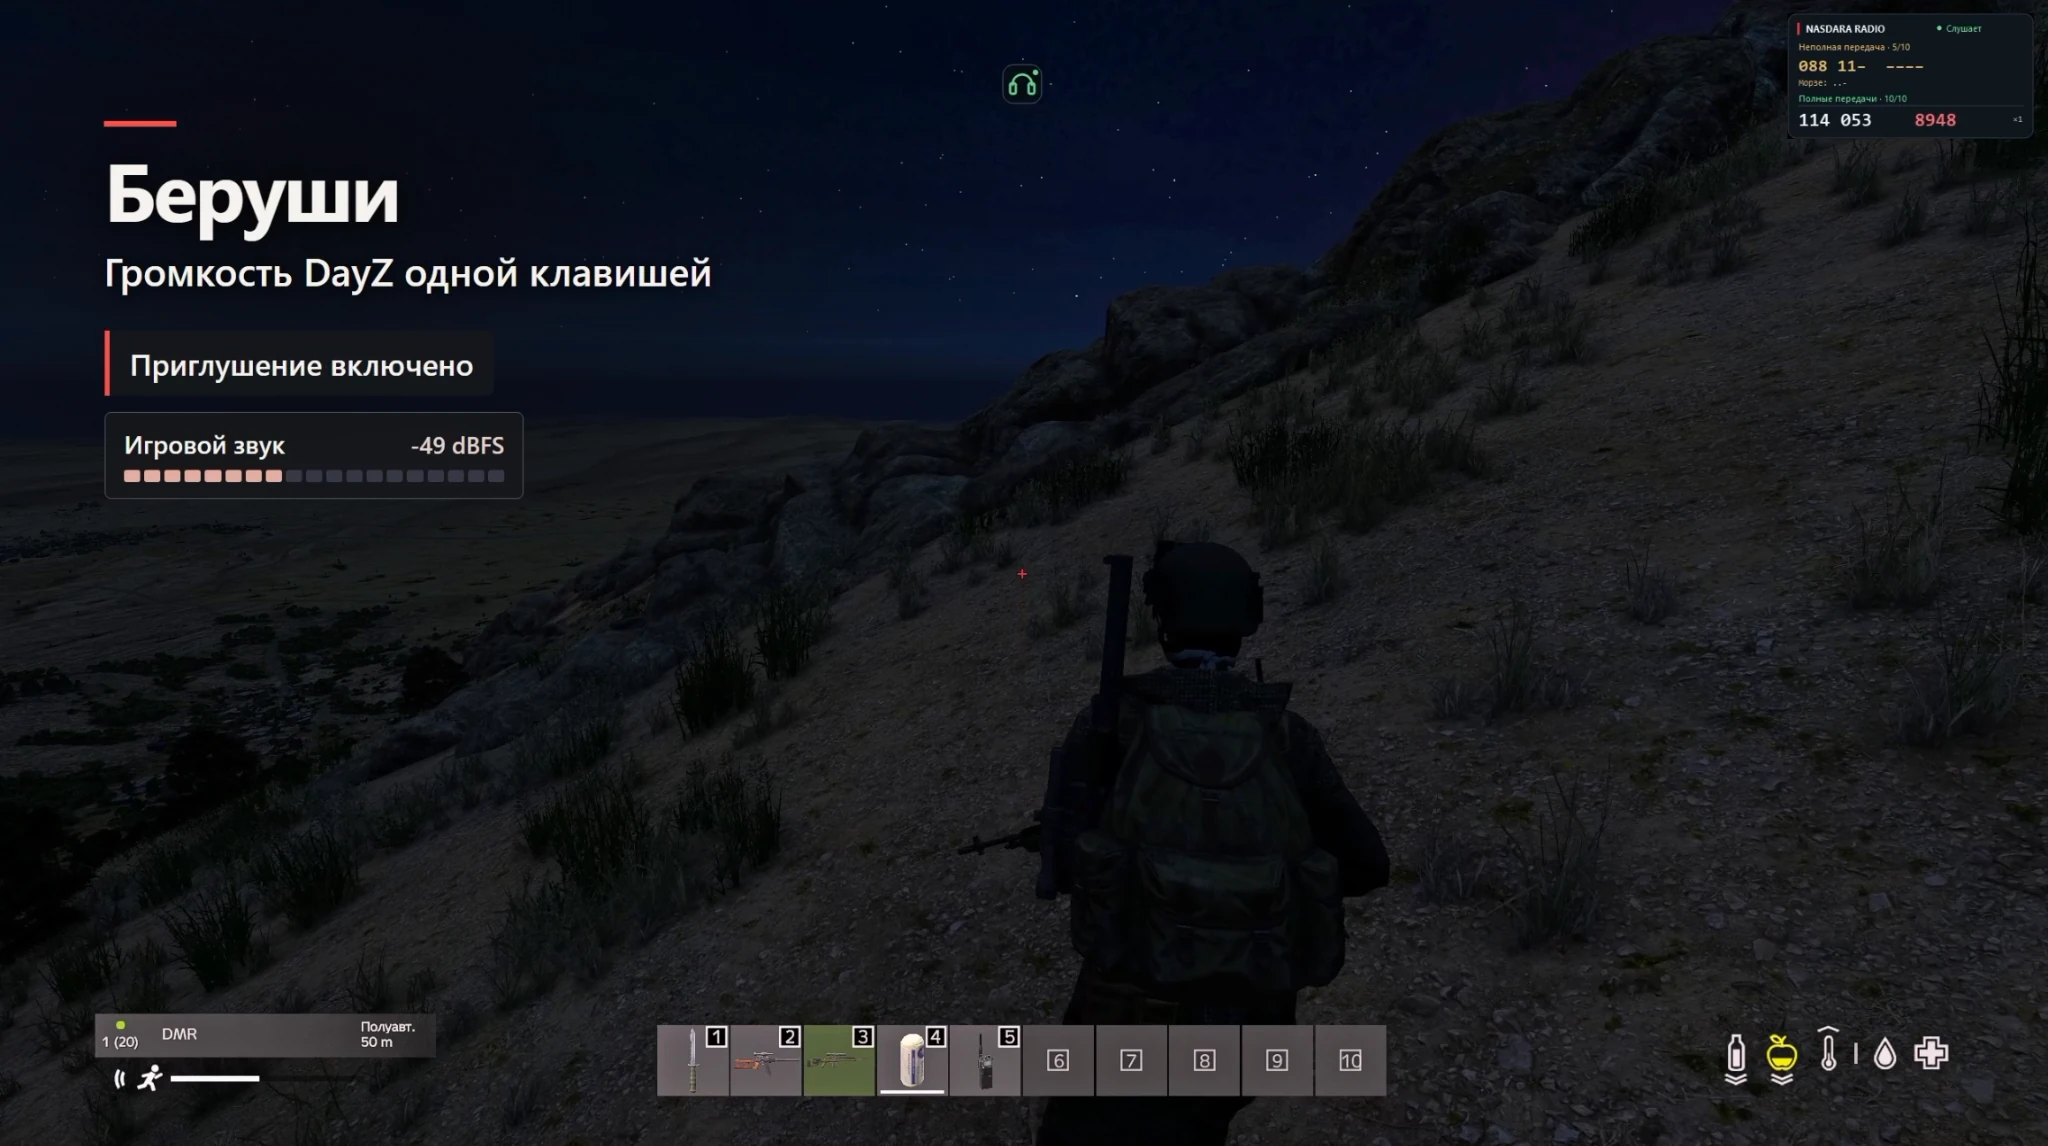 NASDARA RADIO
Слушает
Неполная передача · 5/10
088 11– ––––
Морзе: ..–
Полные передачи · 10/10
114 053 8948 ×1
Беруши
Громкость DayZ одной клавишей
Приглушение включено
Игровой звук -49 dBFS
DMR Полуавт.
1 (20) 50 m
1 2 3 4 5 6 7 8 9 10